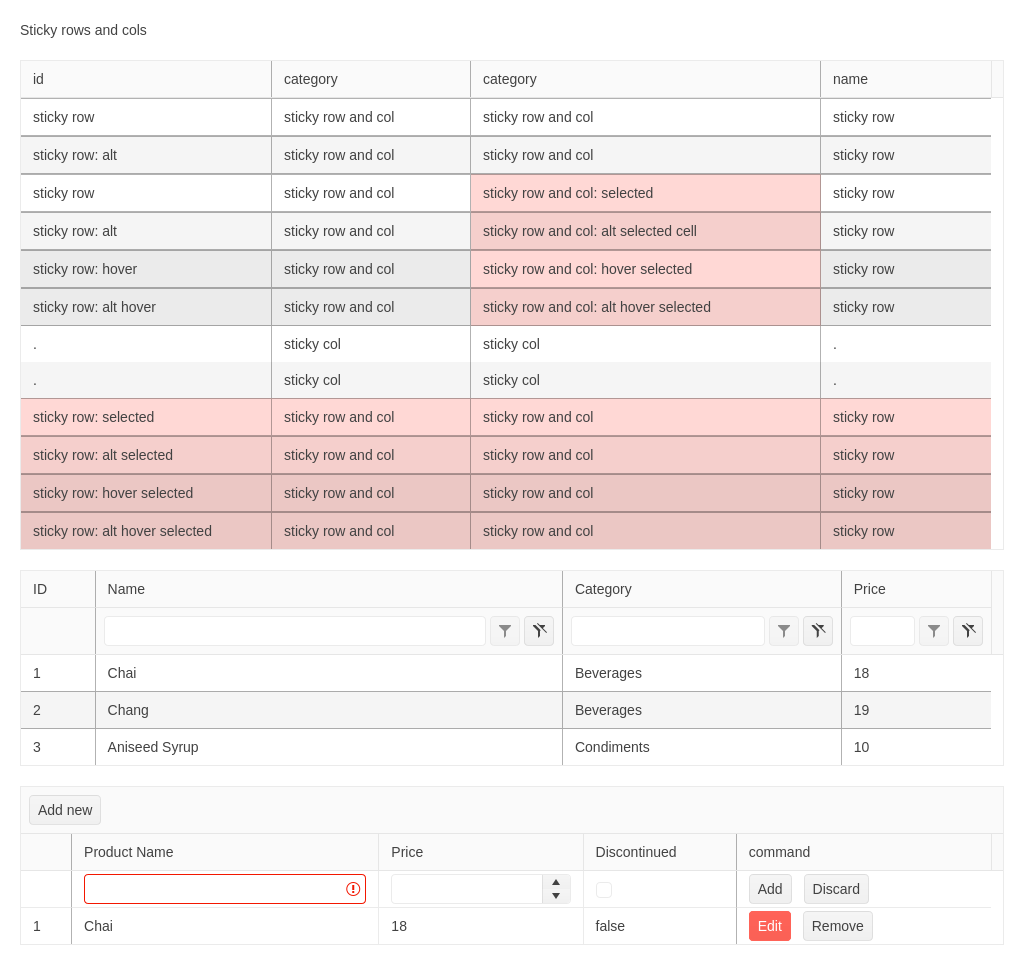 Sticky rows and cols
id category category name
sticky row sticky row and col sticky row and col sticky row
sticky row: alt sticky row and col sticky row and col sticky row
sticky row sticky row and col sticky row and col: selected sticky row
sticky row: alt sticky row and col sticky row and col: alt selected cell sticky row
sticky row: hover sticky row and col sticky row and col: hover selected sticky row
sticky row: alt hover sticky row and col sticky row and col: alt hover selected sticky row
. sticky col sticky col .
. sticky col sticky col .
sticky row: selected sticky row and col sticky row and col sticky row
sticky row: alt selected sticky row and col sticky row and col sticky row
sticky row: hover selected sticky row and col sticky row and col sticky row
sticky row: alt hover selected sticky row and col sticky row and col sticky row
ID Name Category Price
1 Chai Beverages 18
2 Chang Beverages 19
3 Aniseed Syrup Condiments 10
Add new
Product Name Price Discontinued command
Add Discard
1 Chai 18 false Edit Remove